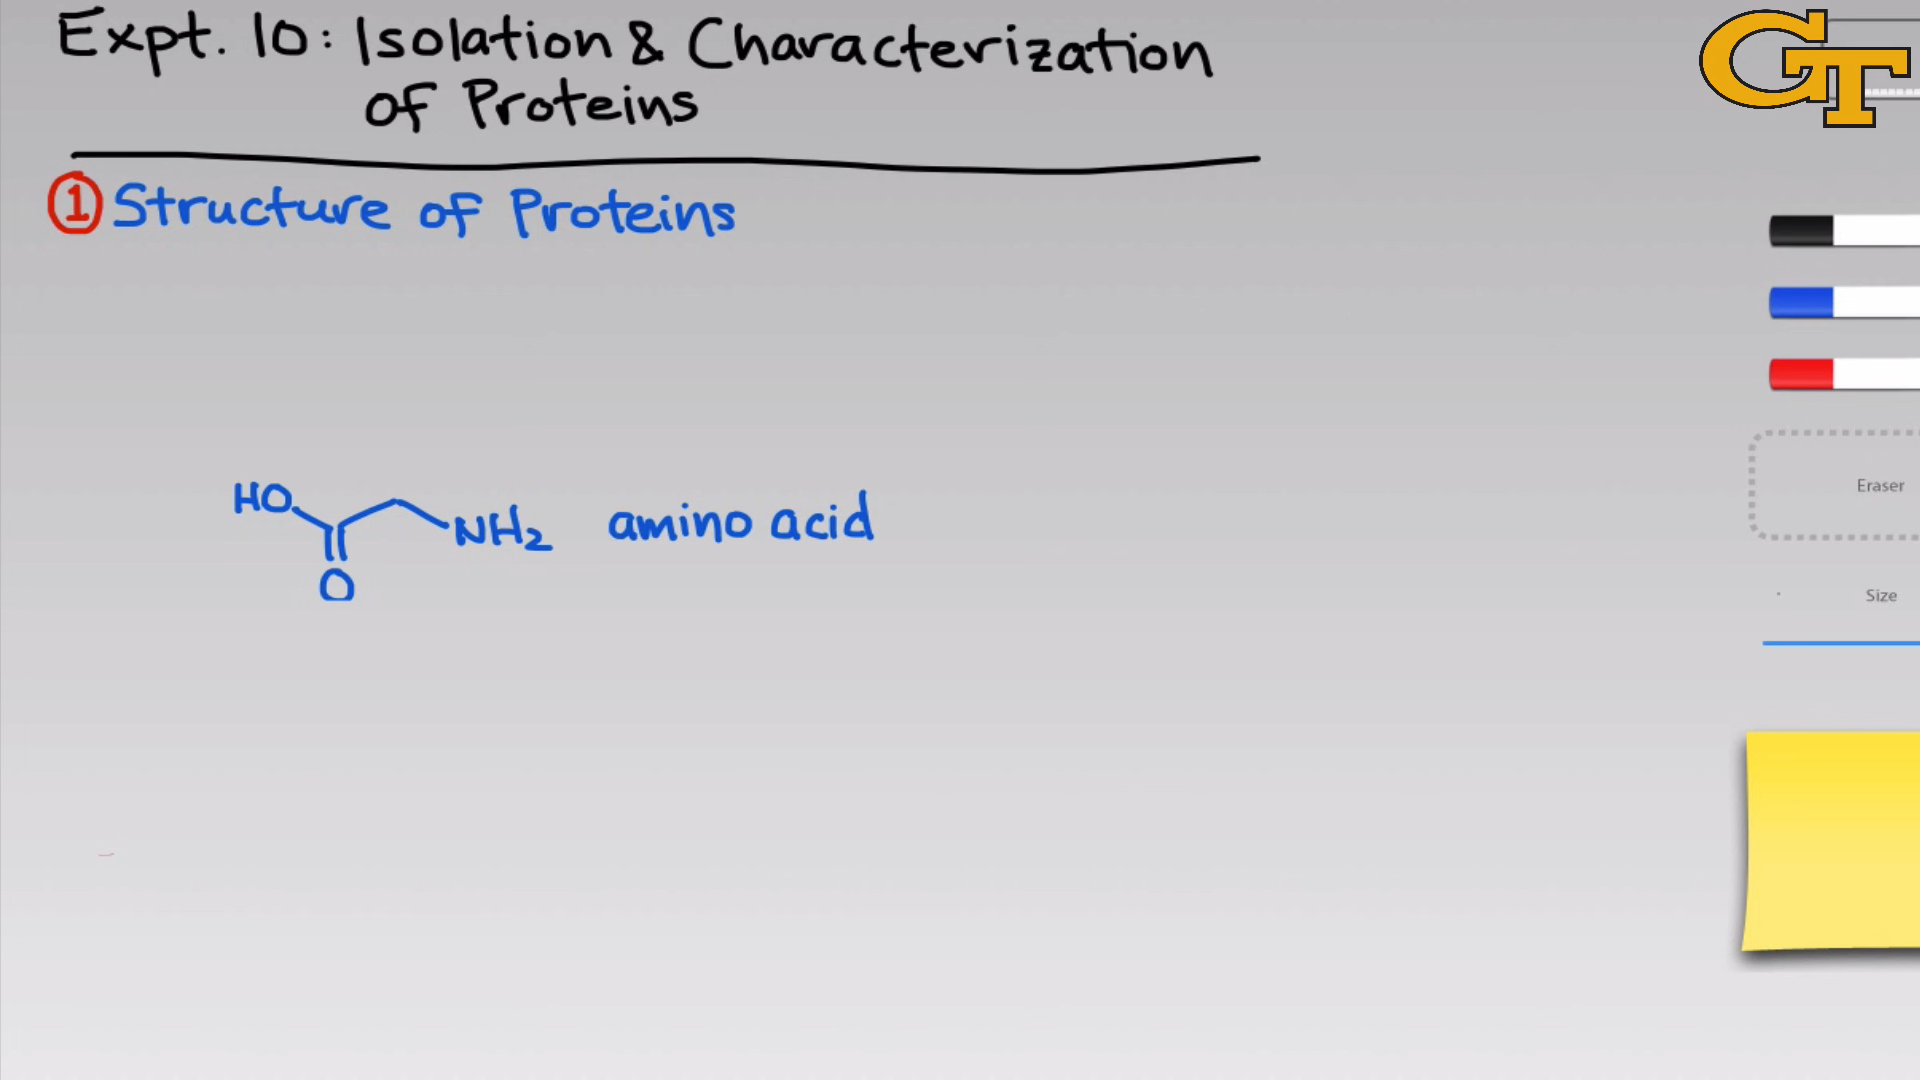 Expt. 10: Isolation & Characterization
of Proteins
GT
1 Structure of Proteins
Eraser
HO NH2 amino acid
O
Size